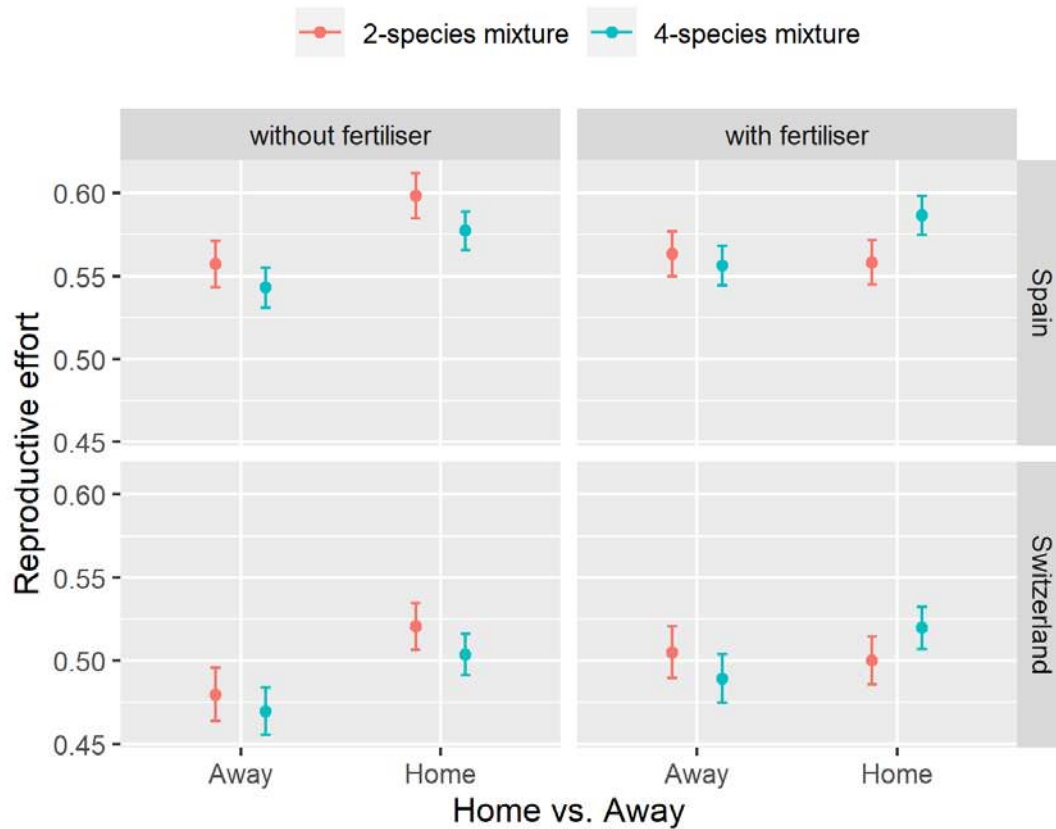 2-species mixture 4-species mixture
without fertiliser with fertiliser
Reproductive effort
0.60
0.55
0.50
0.45
Spain
0.60
0.55
0.50
0.45
Switzerland
Away Home Away Home
Home vs. Away